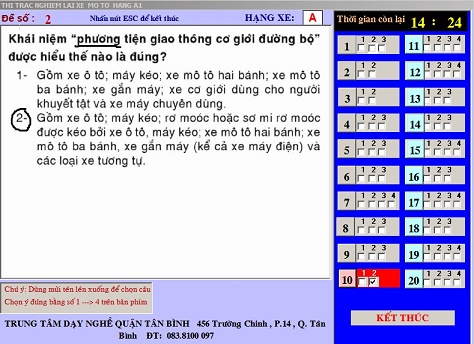 THI TRAC NGHIEM LAI XE MO TO HANG A1
Đề số: 2 Nhấn nút ESC để kết thúc HẠNG XE: A
Khái niệm "phương tiện giao thông cơ giới đường bộ"
được hiểu thế nào là đúng?
1- Gồm xe ô tô; máy kéo; xe mô tô hai bánh; xe mô tô
ba bánh; xe gắn máy; xe cơ giới dùng cho người
khuyết tật và xe máy chuyên dùng.
2- Gồm xe ô tô; máy kéo; rơ moóc hoặc sơ mi rơ moóc
được kéo bởi xe ô tô, máy kéo; xe mô tô hai bánh; xe
mô tô ba bánh, xe gắn máy (kể cả xe máy điện) và
các loại xe tương tự.
Chú ý: Dùng mũi tên lên xuống để chọn câu
Chọn ý đúng bằng số 1 ---> 4 trên bàn phím
TRUNG TÂM DẠY NGHỀ QUẬN TÂN BÌNH 456 Trường Chinh , P.14 , Q. Tân
Bình ĐT: 083.8100 097
Thời gian còn lại 14 : 24
1 1 2 3
2 1 2 3
3 1 2
4 1 2 3
5 1 2 3
6 1 2 3
7 1 2 3
8 1 2 3
9 1 2 3
10 1 2
11 1 2 3 4
12 1 2 3
13 1 2 3
14 1 2 3
15 1 2 3
16 1 2 3
17 1 2 3 4
18 1 2 3
19 1 2 3
20 1 2 3 4
KẾT THÚC